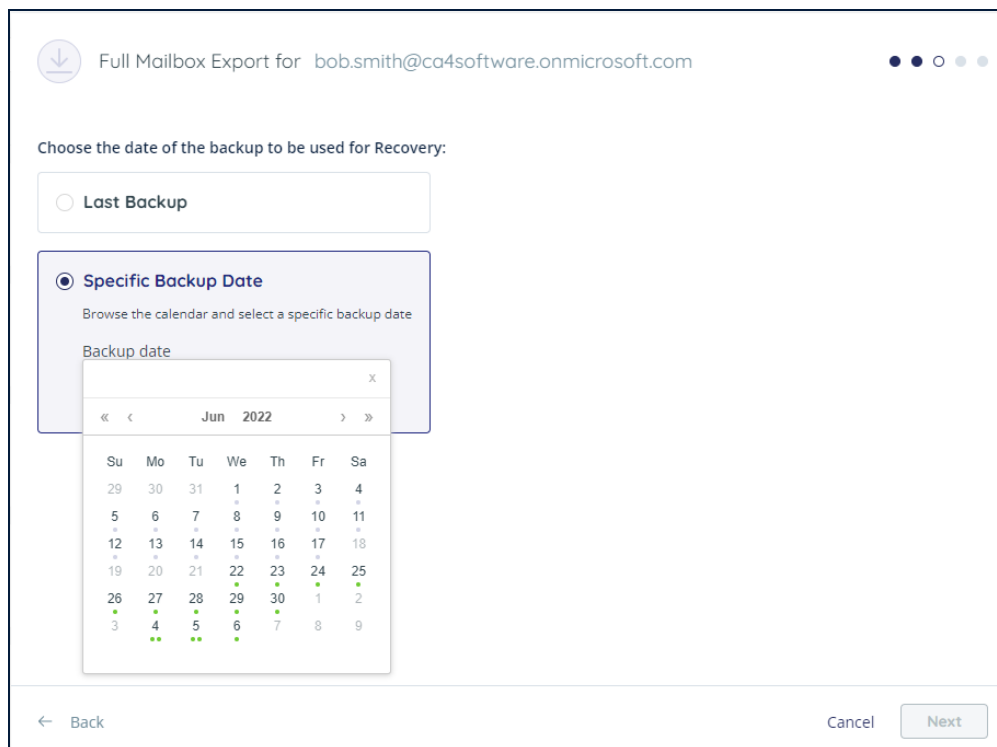 Full Mailbox Export for bob.smith@ca4software.onmicrosoft.com
Choose the date of the backup to be used for Recovery:
Last Backup
Specific Backup Date
Browse the calendar and select a specific backup date
Backup date
x
« ‹ Jun 2022 › »
Su Mo Tu We Th Fr Sa
29 30 31 1 2 3 4
5 6 7 8 9 10 11
12 13 14 15 16 17 18
19 20 21 22 23 24 25
26 27 28 29 30 1 2
3 4 5 6 7 8 9
← Back Cancel Next